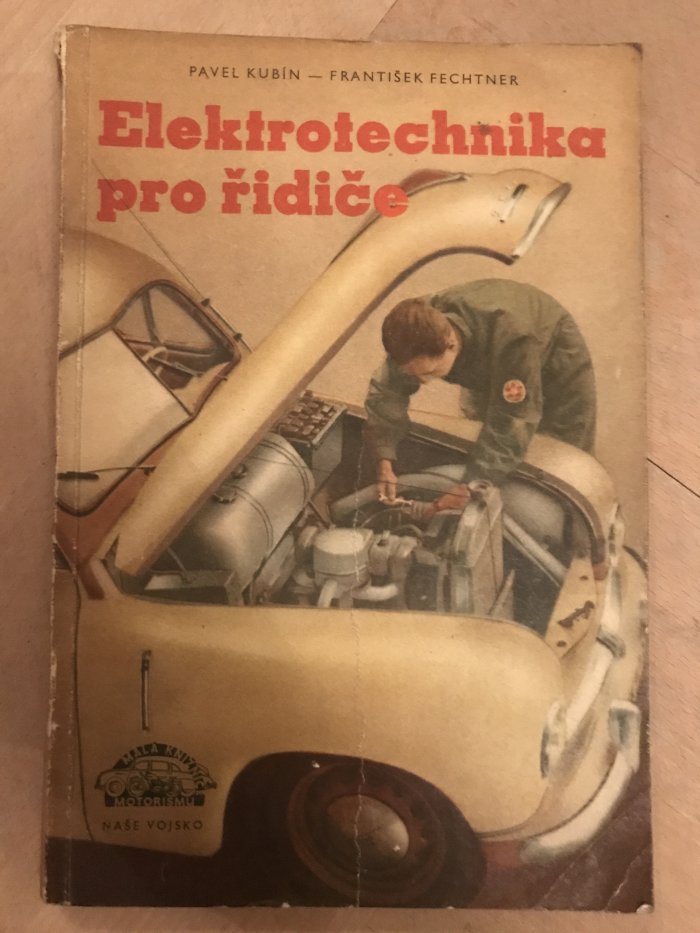 PAVEL KUBÍN — FRANTIŠEK FECHTNER
Elektrotechnika
pro řidiče
MALÁ KNIŽNICE
MOTORISMU
NAŠE VOJSKO